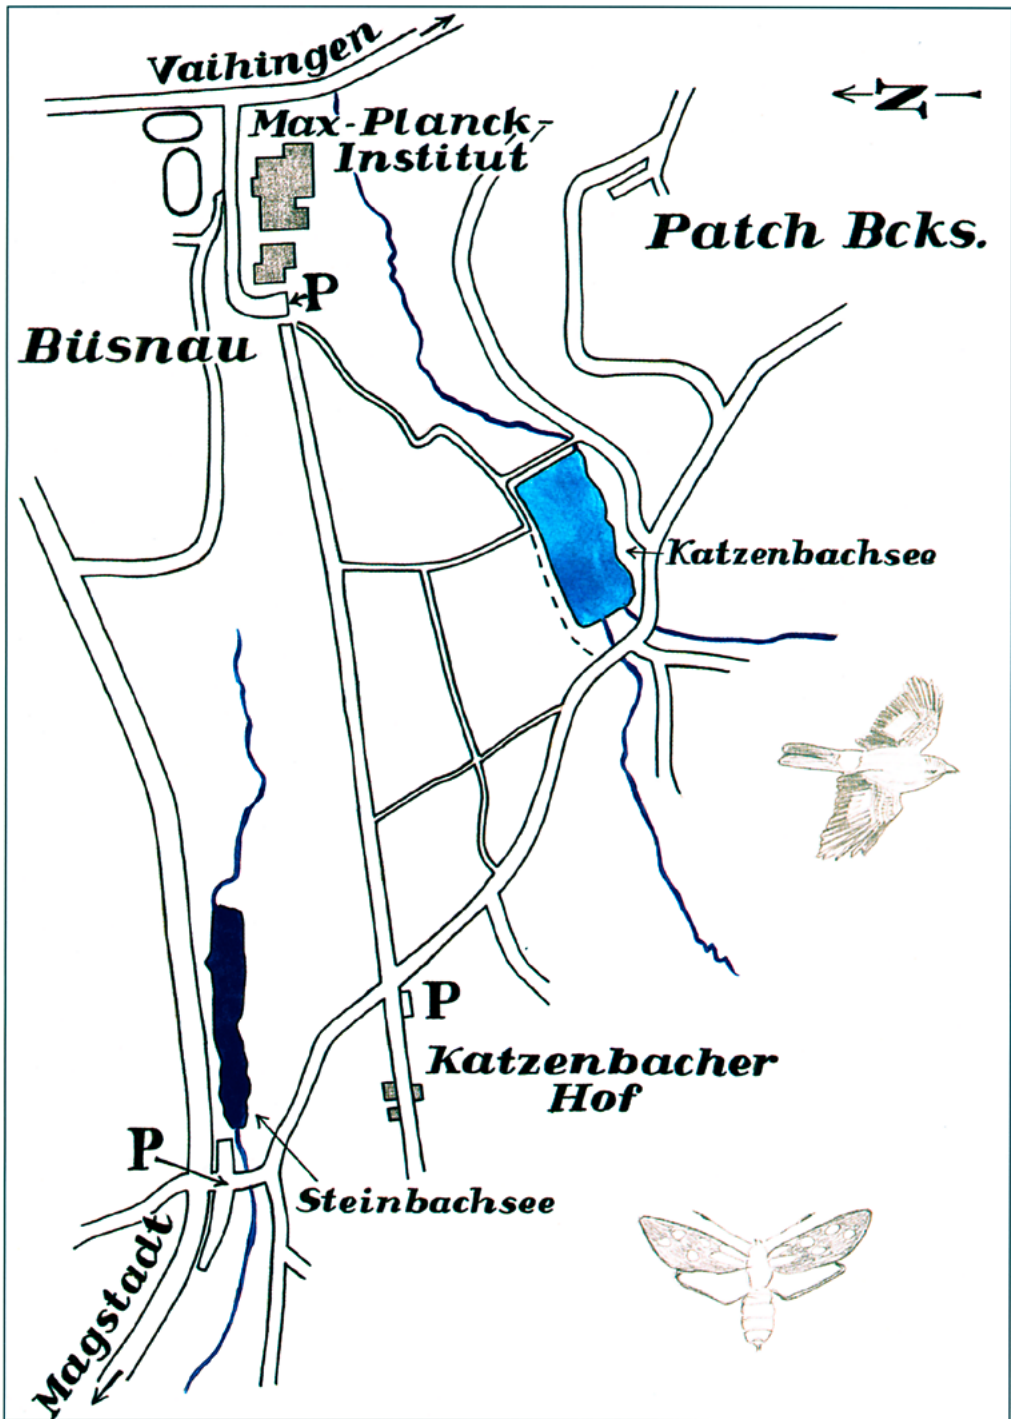 Vaihingen
N
Max-Planck-
Institut
Patch Bcks.
P
Büsnau
Katzenbachsee
P
Katzenbacher
Hof
P
Steinbachsee
Magstadt